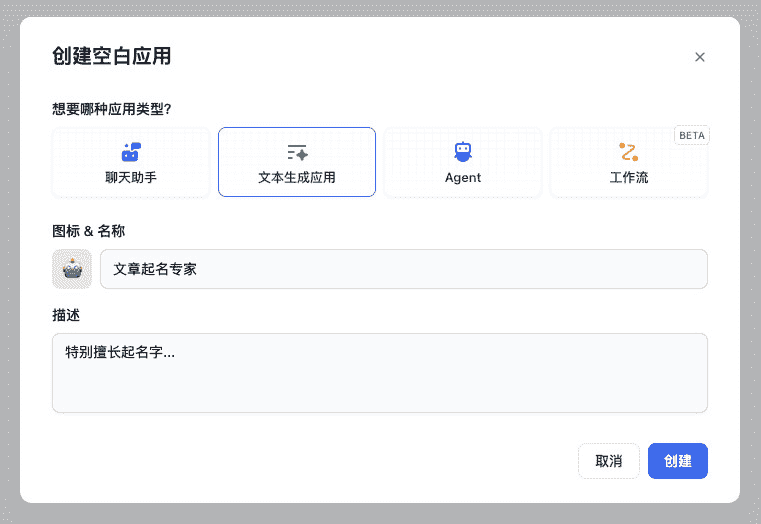 创建空白应用
想要哪种应用类型?
BETA
聊天助手
文本生成应用
Agent
工作流
图标 & 名称
文章起名专家
描述
特别擅长起名字...
取消
创建